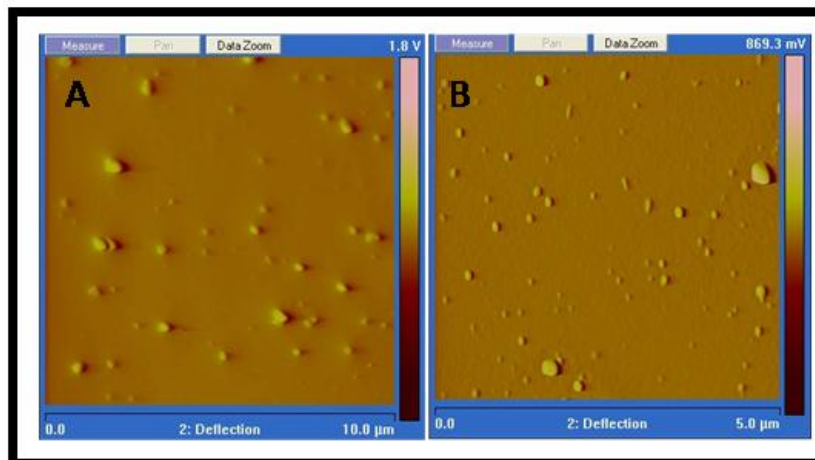 Measure Pan Data Zoom 1.8 V
A
0.0 2: Deflection 10.0 µm
Measure Pan Data Zoom 869.3 mV
B
0.0 2: Deflection 5.0 µm